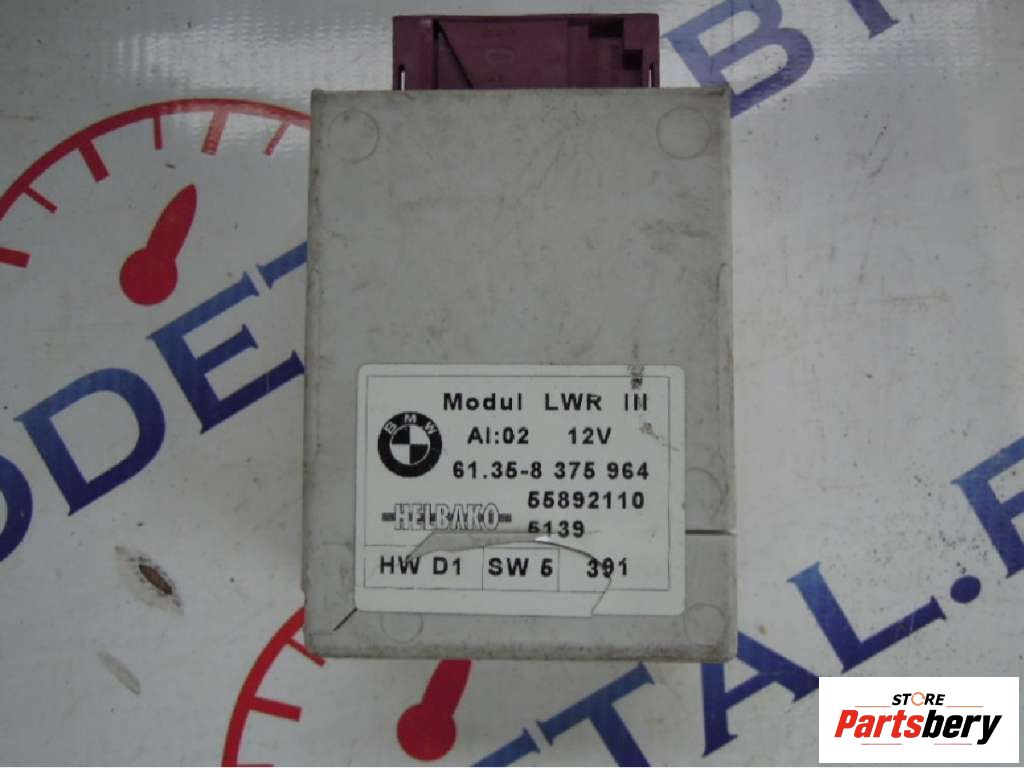 Modul LWR III
BMW
AI:02 12V
61.35-8 375 964
55892110
HELBAKO
5139
HW D1 SW 5 391
STORE
Partsbery